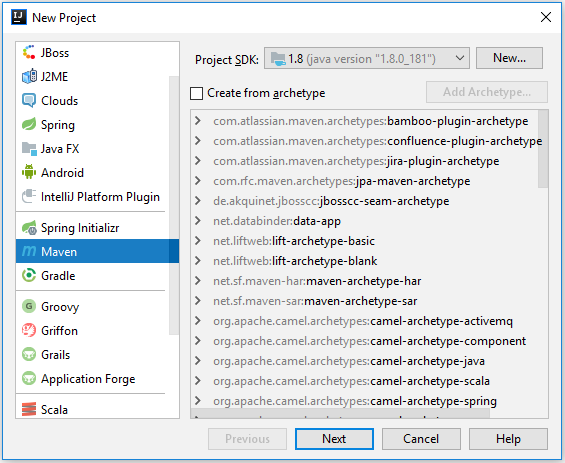 IJ New Project
JBoss
J2ME
Clouds
Spring
Java FX
Android
IntelliJ Platform Plugin
Spring Initializr
Maven
Gradle
Groovy
Griffon
Grails
Application Forge
Scala
Project SDK: 1.8 (java version "1.8.0_181") New...
Create from archetype Add Archetype...
com.atlassian.maven.archetypes:bamboo-plugin-archetype
com.atlassian.maven.archetypes:confluence-plugin-archetype
com.atlassian.maven.archetypes:jira-plugin-archetype
com.rfc.maven.archetypes:jpa-maven-archetype
de.akquinet.jbosscc:jbosscc-seam-archetype
net.databinder:data-app
net.liftweb:lift-archetype-basic
net.liftweb:lift-archetype-blank
net.sf.maven-har:maven-archetype-har
net.sf.maven-sar:maven-archetype-sar
org.apache.camel.archetypes:camel-archetype-activemq
org.apache.camel.archetypes:camel-archetype-component
org.apache.camel.archetypes:camel-archetype-java
org.apache.camel.archetypes:camel-archetype-scala
org.apache.camel.archetypes:camel-archetype-spring
Previous Next Cancel Help